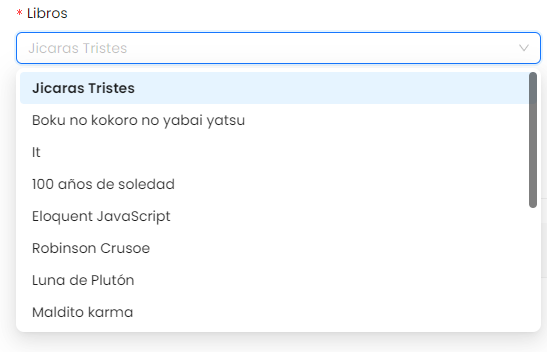 * Libros
Jicaras Tristes
Jicaras Tristes
Boku no kokoro no yabai yatsu
It
100 años de soledad
Eloquent JavaScript
Robinson Crusoe
Luna de Plutón
Maldito karma